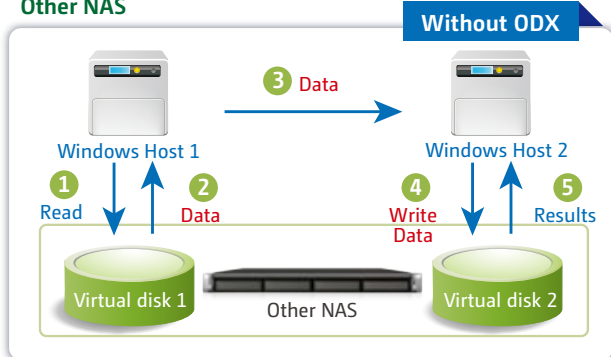 Other NAS
Without ODX
3 Data
Windows Host 1
Windows Host 2
1
Read
2
Data
4
Write
Data
5
Results
Virtual disk 1
Other NAS
Virtual disk 2